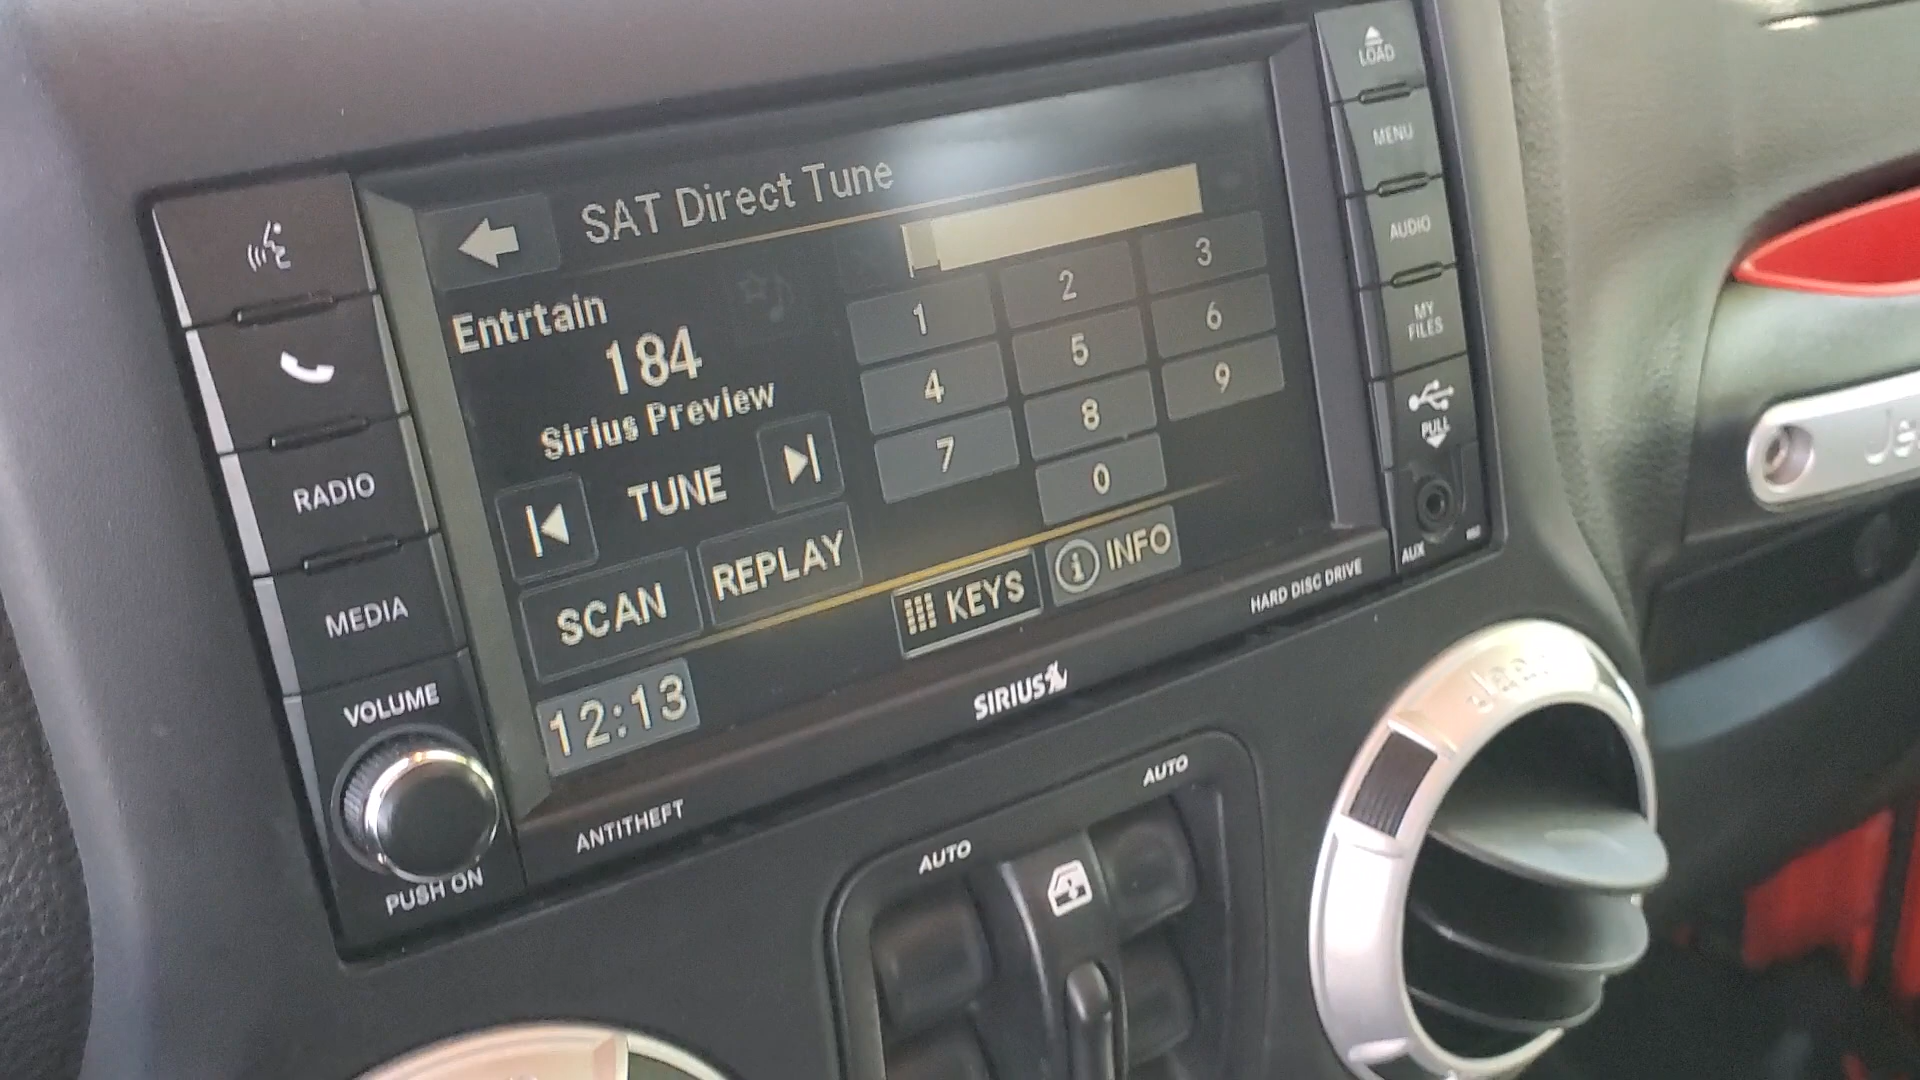 SAT Direct Tune
Entrtain
184
Sirius Preview
TUNE
SCAN
REPLAY
1
2
3
4
5
6
7
8
9
0
KEYS
INFO
12:13
RADIO
MEDIA
VOLUME
PUSH ON
ANTITHEFT
SIRIUS
HARD DISC DRIVE
LOAD
MENU
AUDIO
MY
FILES
PULL
AUX
AUTO
AUTO
Jeep